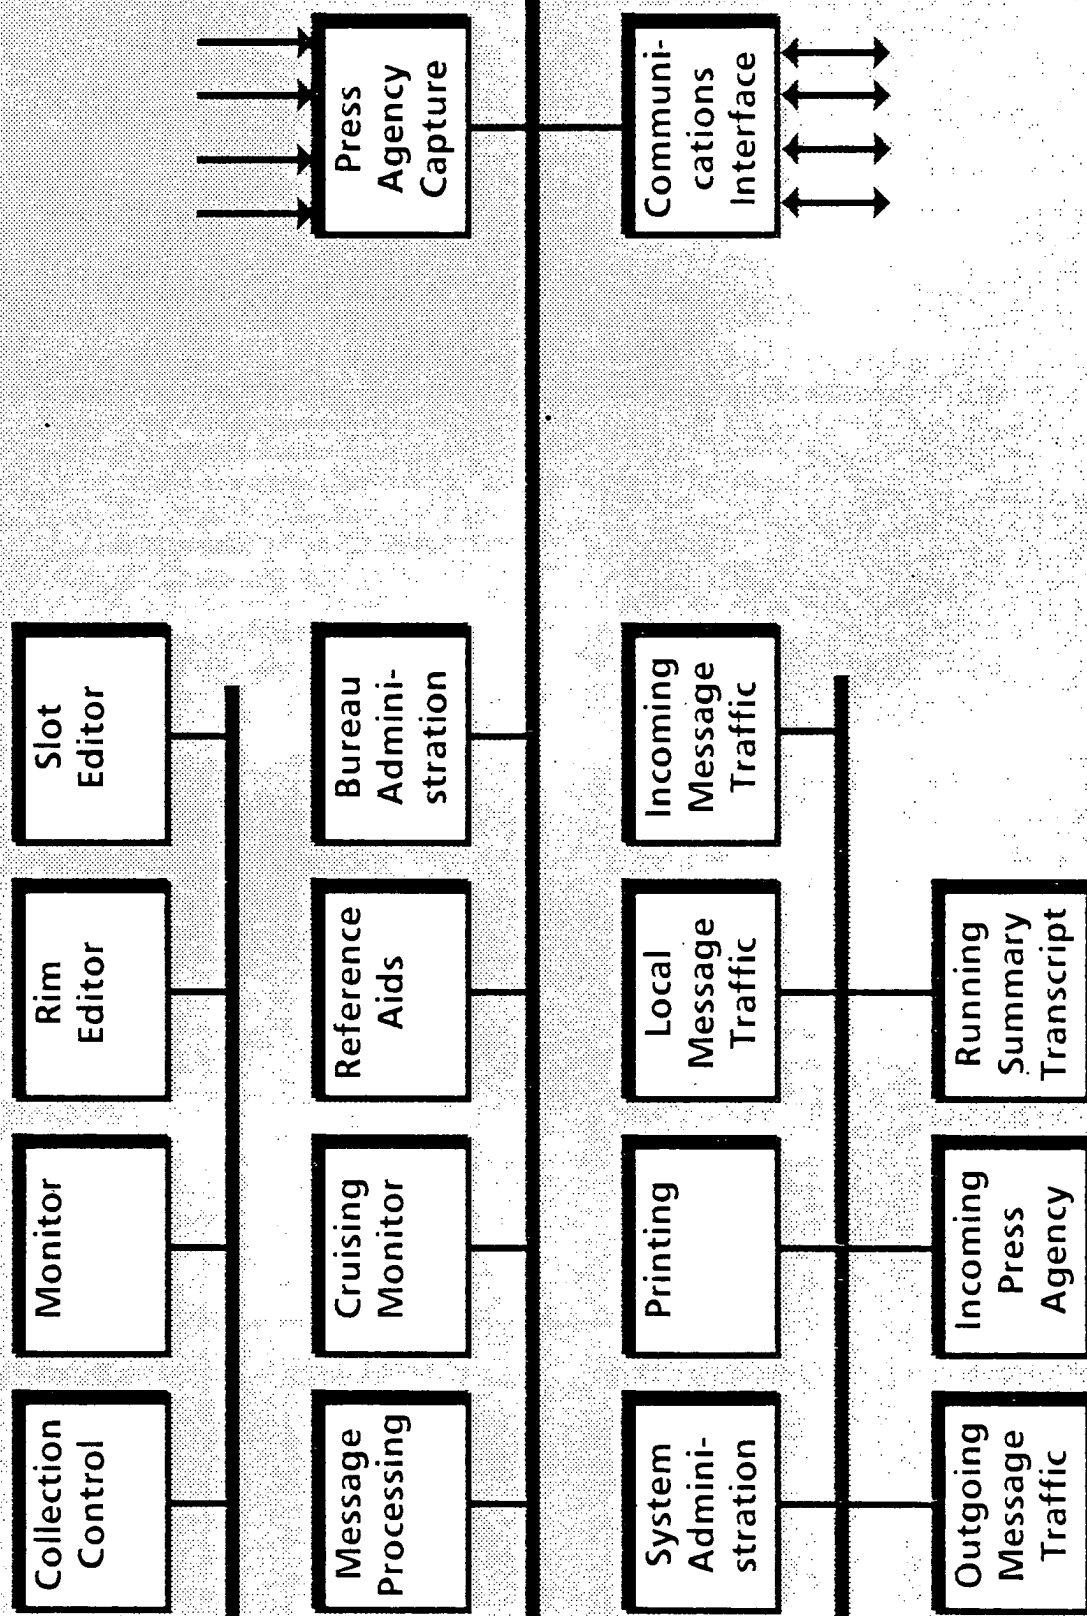 Collection
Control
Monitor
Rim
Editor
Slot
Editor
Message
Processing
Cruising
Monitor
Reference
Aids
Bureau
Admini-
stration
Press
Agency
Capture
System
Admini-
stration
Printing
Local
Message
Traffic
Incoming
Message
Traffic
Communi-
cations
Interface
Outgoing
Message
Traffic
Incoming
Press
Agency
Running
Summary
Transcript